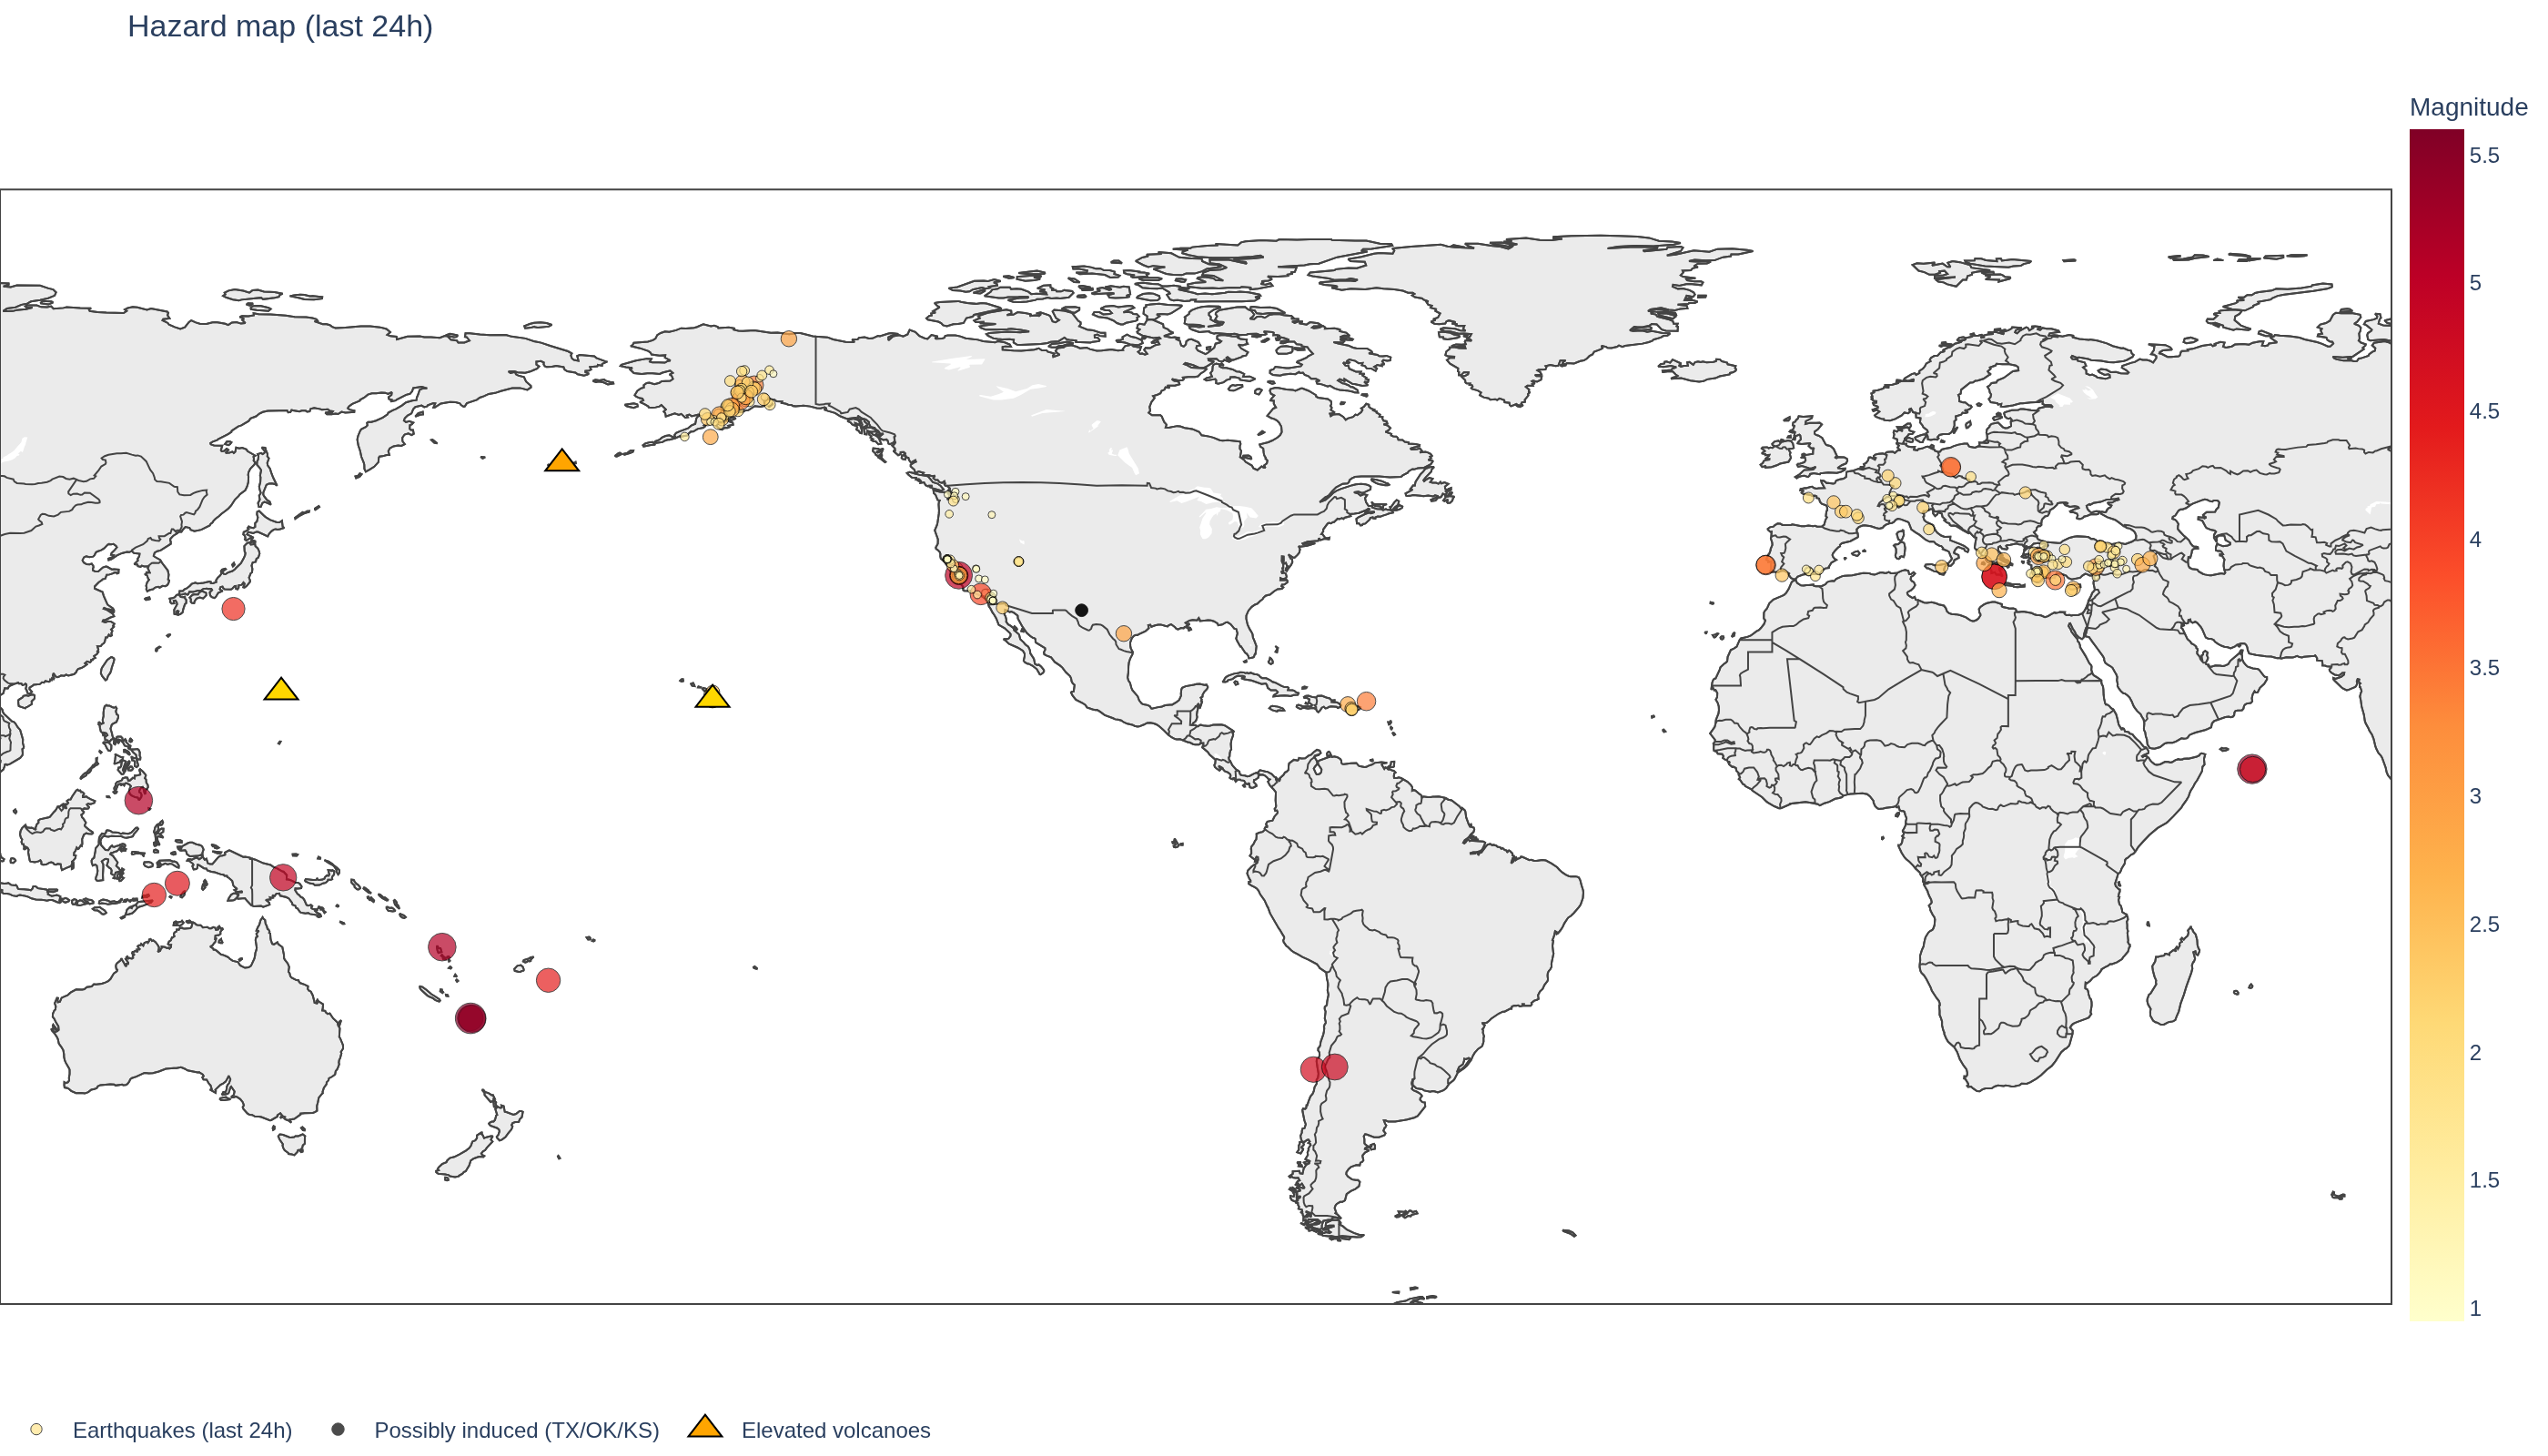 Hazard map (last 24h)
Magnitude
5.5
5
4.5
4
3.5
3
2.5
2
1.5
1
Earthquakes (last 24h)
Possibly induced (TX/OK/KS)
Elevated volcanoes